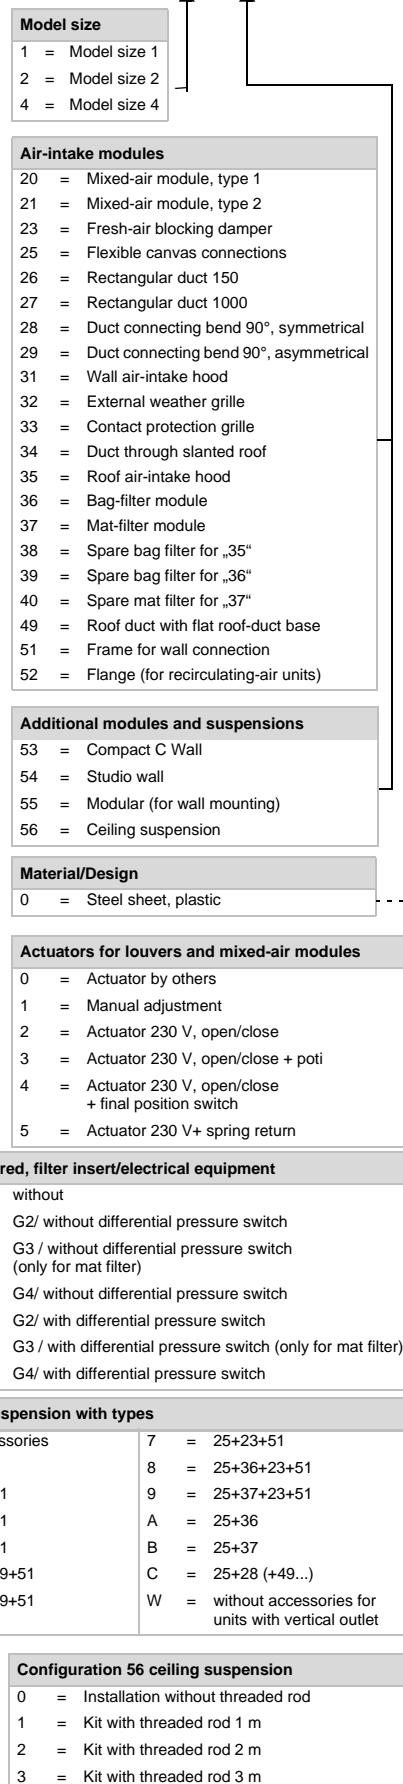 Model size
1 = Model size 1
2 = Model size 2
4 = Model size 4
Air-intake modules
20 = Mixed-air module, type 1
21 = Mixed-air module, type 2
23 = Fresh-air blocking damper
25 = Flexible canvas connections
26 = Rectangular duct 150
27 = Rectangular duct 1000
28 = Duct connecting bend 90°, symmetrical
29 = Duct connecting bend 90°, asymmetrical
31 = Wall air-intake hood
32 = External weather grille
33 = Contact protection grille
34 = Duct through slanted roof
35 = Roof air-intake hood
36 = Bag-filter module
37 = Mat-filter module
38 = Spare bag filter for „35“
39 = Spare bag filter for „36“
40 = Spare mat filter for „37“
49 = Roof duct with flat roof-duct base
51 = Frame for wall connection
52 = Flange (for recirculating-air units)
Additional modules and suspensions
53 = Compact C Wall
54 = Studio wall
55 = Modular (for wall mounting)
56 = Ceiling suspension
Material/Design
0 = Steel sheet, plastic
Actuators for louvers and mixed-air modules
0 = Actuator by others
1 = Manual adjustment
2 = Actuator 230 V, open/close
3 = Actuator 230 V, open/close + poti
4 = Actuator 230 V, open/close
+ final position switch
5 = Actuator 230 V+ spring return
red, filter insert/electrical equipment
without
G2/ without differential pressure switch
G3 / without differential pressure switch
(only for mat filter)
G4/ without differential pressure switch
G2/ with differential pressure switch
G3 / with differential pressure switch (only for mat filter)
G4/ with differential pressure switch
spension with types
ssories 7 = 25+23+51
8 = 25+36+23+51
1 9 = 25+37+23+51
1 A = 25+36
1 B = 25+37
9+51 C = 25+28 (+49...)
9+51 W = without accessories for
units with vertical outlet
Configuration 56 ceiling suspension
0 = Installation without threaded rod
1 = Kit with threaded rod 1 m
2 = Kit with threaded rod 2 m
3 = Kit with threaded rod 3 m